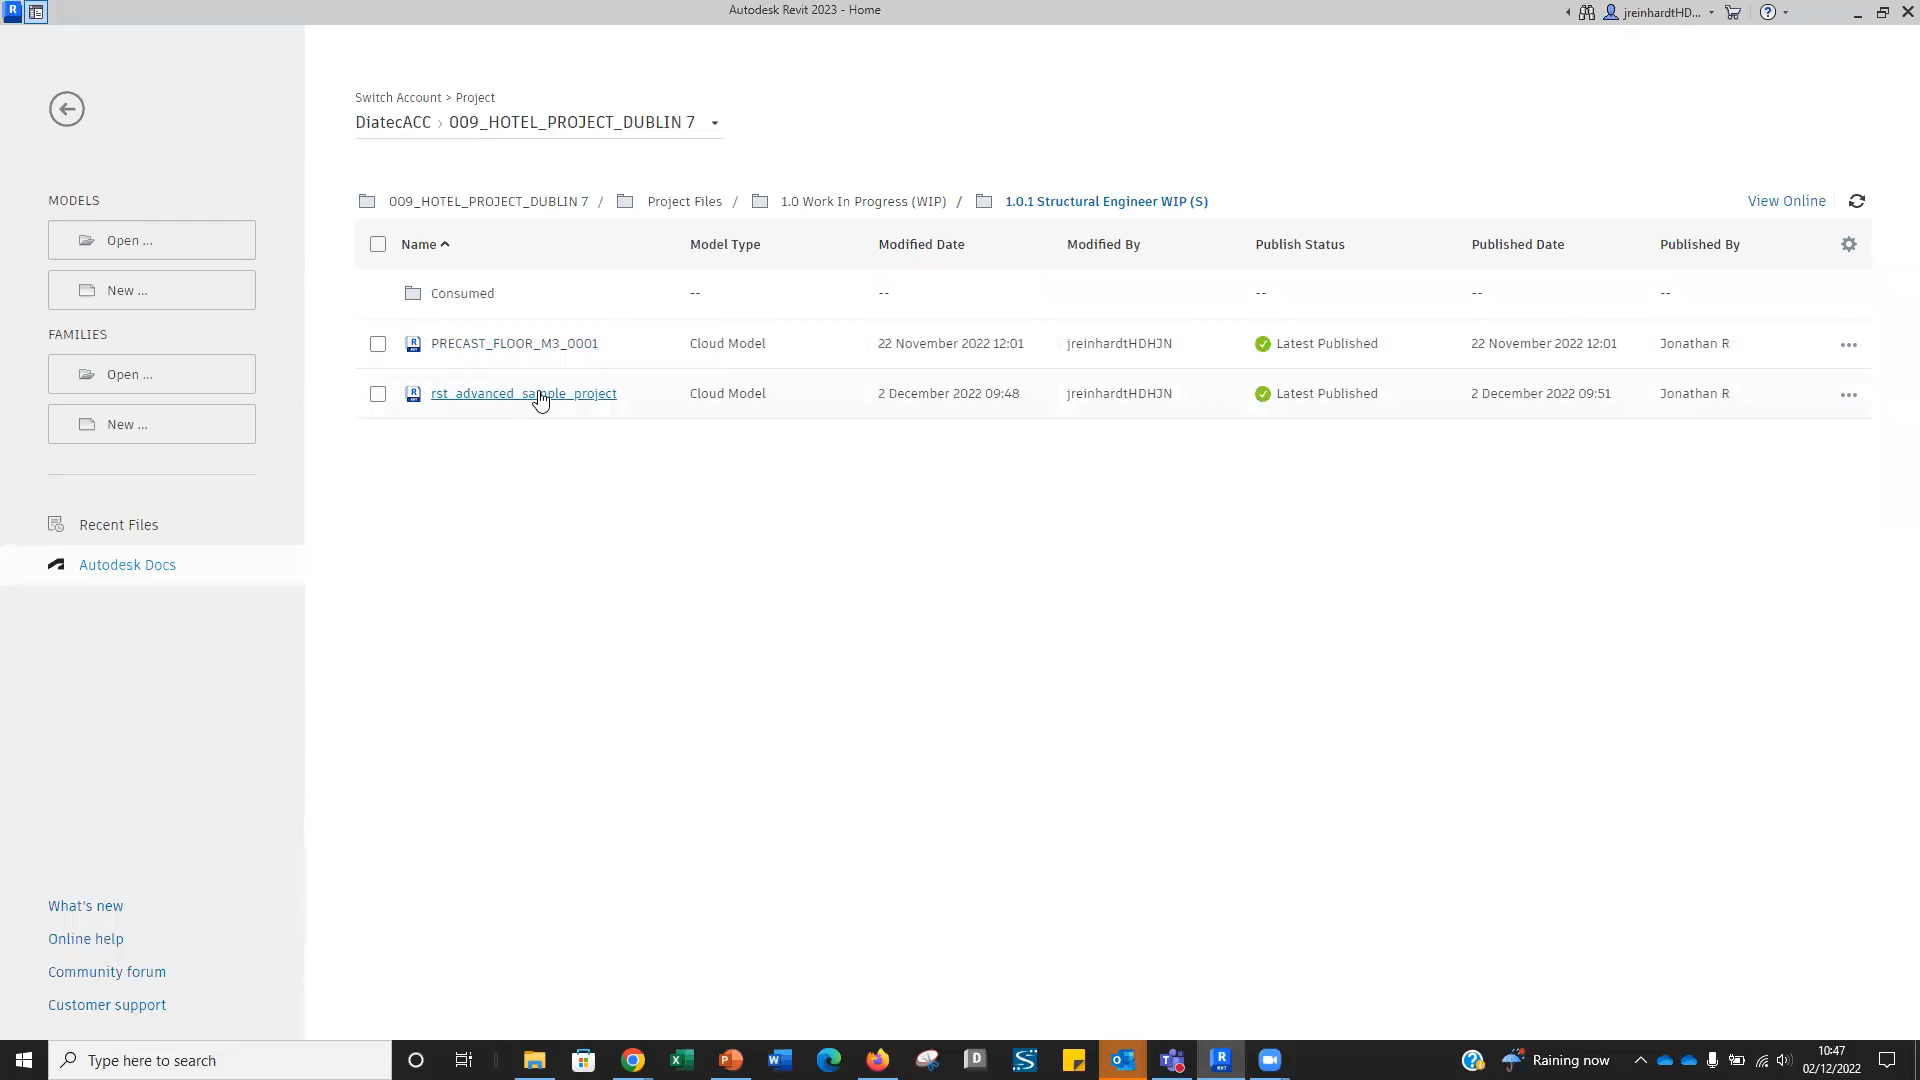 Autodesk Revit 2023 - Home
jreinhardtHD...
Switch Account > Project
DiatecACC › 009_HOTEL_PROJECT_DUBLIN 7
MODELS
Open ...
New ...
FAMILIES
Open ...
New ...
Recent Files
Autodesk Docs
What's new
Online help
Community forum
Customer support
009_HOTEL_PROJECT_DUBLIN 7 / Project Files / 1.0 Work In Progress (WIP) / 1.0.1 Structural Engineer WIP (S)
View Online
Name Model Type Modified Date Modified By Publish Status Published Date Published By
Consumed -- -- -- -- --
PRECAST_FLOOR_M3_0001 Cloud Model 22 November 2022 12:01 jreinhardtHDHJN Latest Published 22 November 2022 12:01 Jonathan R
rst_advanced_sample_project Cloud Model 2 December 2022 09:48 jreinhardtHDHJN Latest Published 2 December 2022 09:51 Jonathan R
Type here to search
Raining now
10:47
02/12/2022